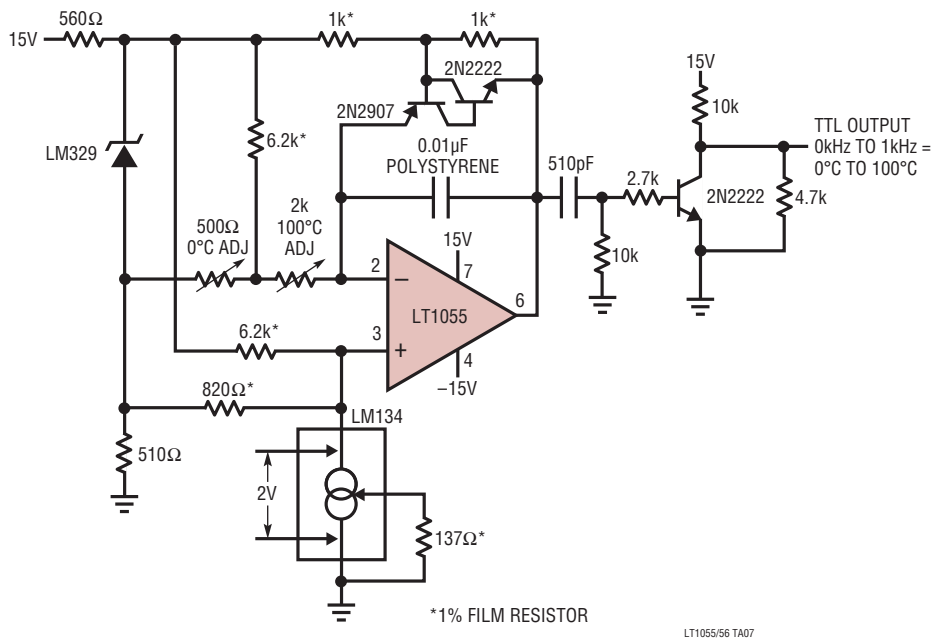 560Ω
15V
1k*
1k*
2N2222
2N2907
6.2k*
LM329
0.01μF
POLYSTYRENE
510pF
15V
10k
TTL OUTPUT
0kHz TO 1kHz =
0°C TO 100°C
2.7k
2N2222
4.7k
500Ω
0°C ADJ
2k
100°C
ADJ
10k
15V
2
7
–
LT1055
6
6.2k*
3
+
4
–15V
820Ω*
LM134
510Ω
2V
137Ω*
*1% FILM RESISTOR
LT1055/56 TA07